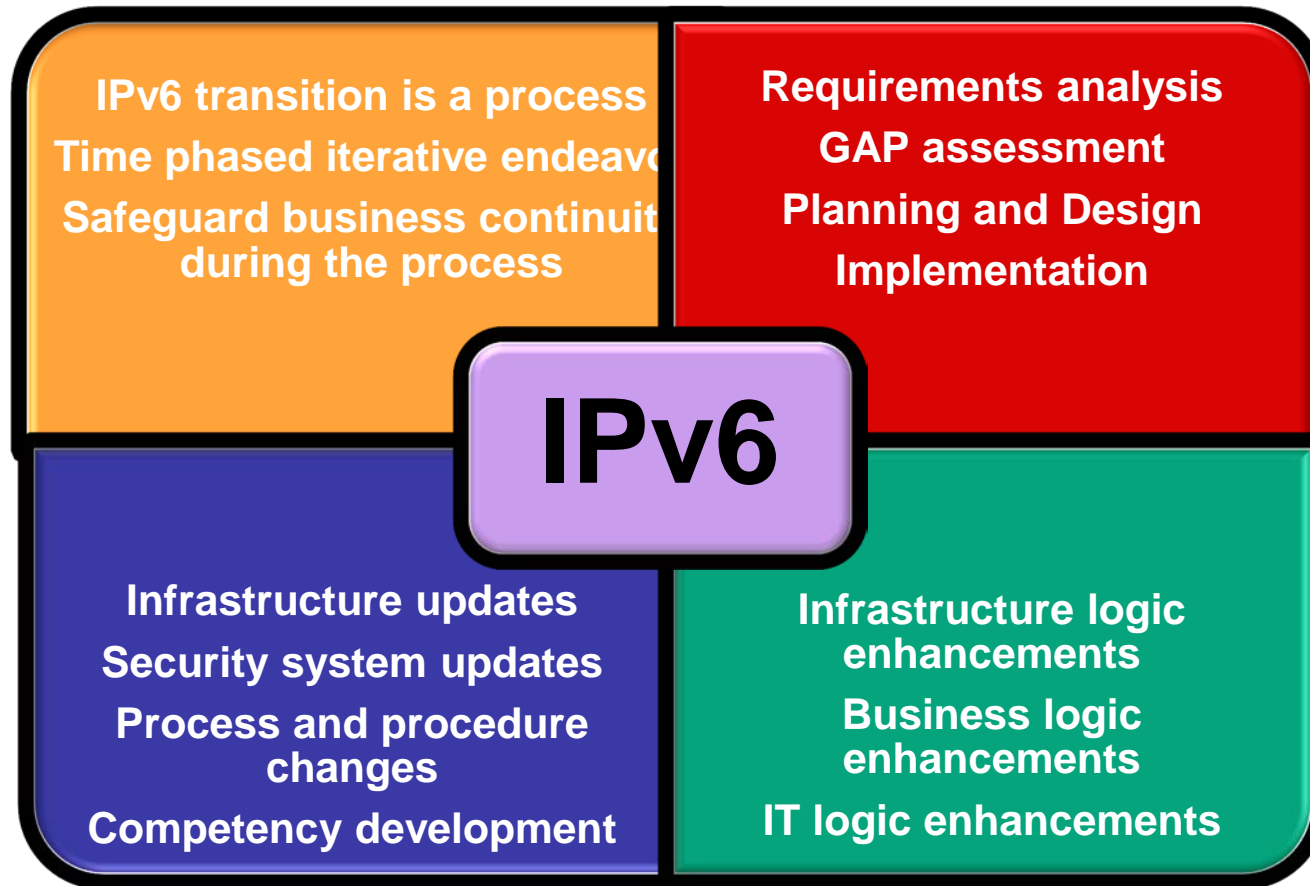 IPv6 transition is a process
Time phased iterative endeavo
Safeguard business continuit
during the process
Requirements analysis
GAP assessment
Planning and Design
Implementation
IPv6
Infrastructure updates
Security system updates
Process and procedure
changes
Competency development
Infrastructure logic
enhancements
Business logic
enhancements
IT logic enhancements